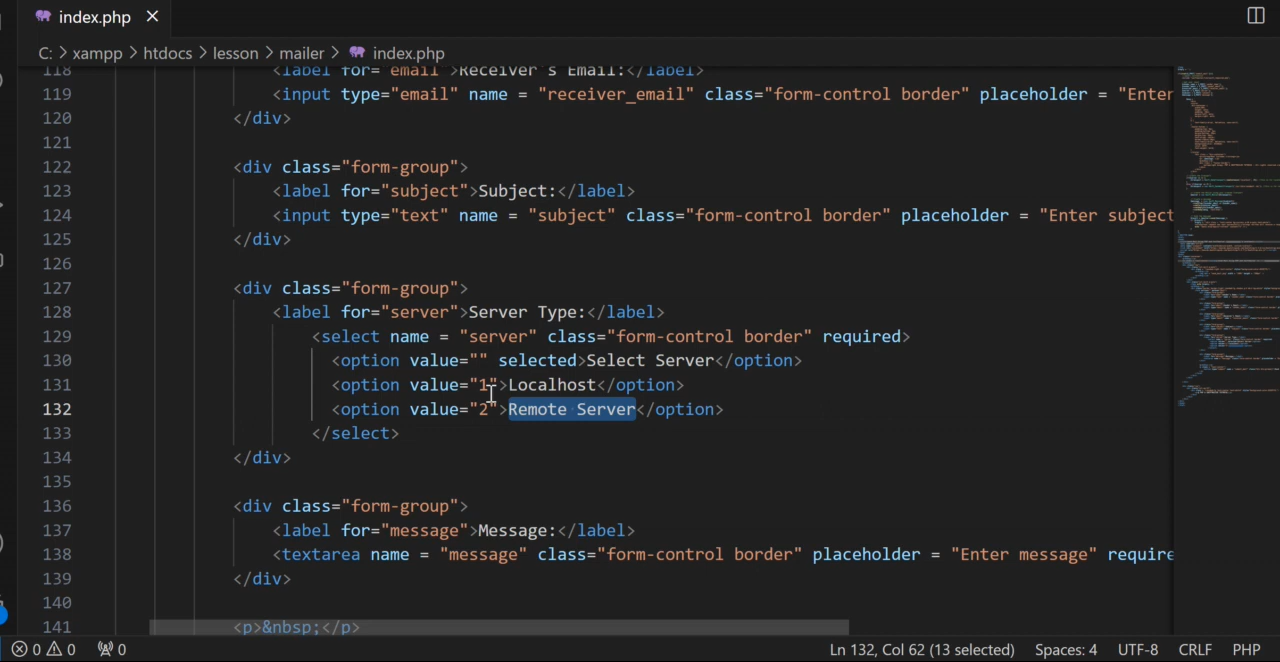 index.php
C: > xampp > htdocs > lesson > mailer > index.php
118 <label for="email">Receiver's Email:</label>
119 <input type="email" name = "receiver_email" class="form-control border" placeholder = "Enter
120 </div>
121
122 <div class="form-group">
123 <label for="subject">Subject:</label>
124 <input type="text" name = "subject" class="form-control border" placeholder = "Enter subject
125 </div>
126
127 <div class="form-group">
128 <label for="server">Server Type:</label>
129 <select name = "server" class="form-control border" required>
130 <option value="" selected>Select Server</option>
131 <option value="1">Localhost</option>
132 <option value="2">Remote Server</option>
133 </select>
134 </div>
135
136 <div class="form-group">
137 <label for="message">Message:</label>
138 <textarea name = "message" class="form-control border" placeholder = "Enter message" require
139 </div>
140
141 <p>&nbsp;</p>
0 0 0 Ln 132, Col 62 (13 selected) Spaces: 4 UTF-8 CRLF PHP